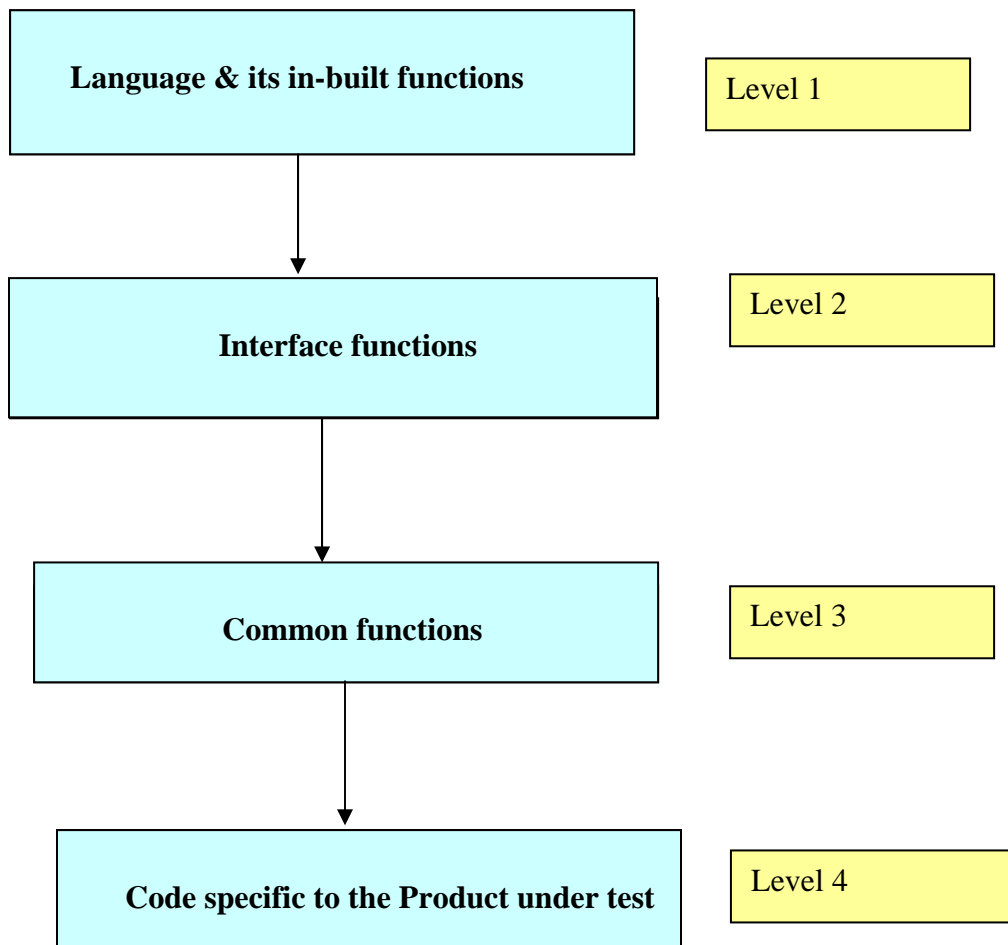 Language & its in-built functions
Level 1
Interface functions
Level 2
Common functions
Level 3
Code specific to the Product under test
Level 4